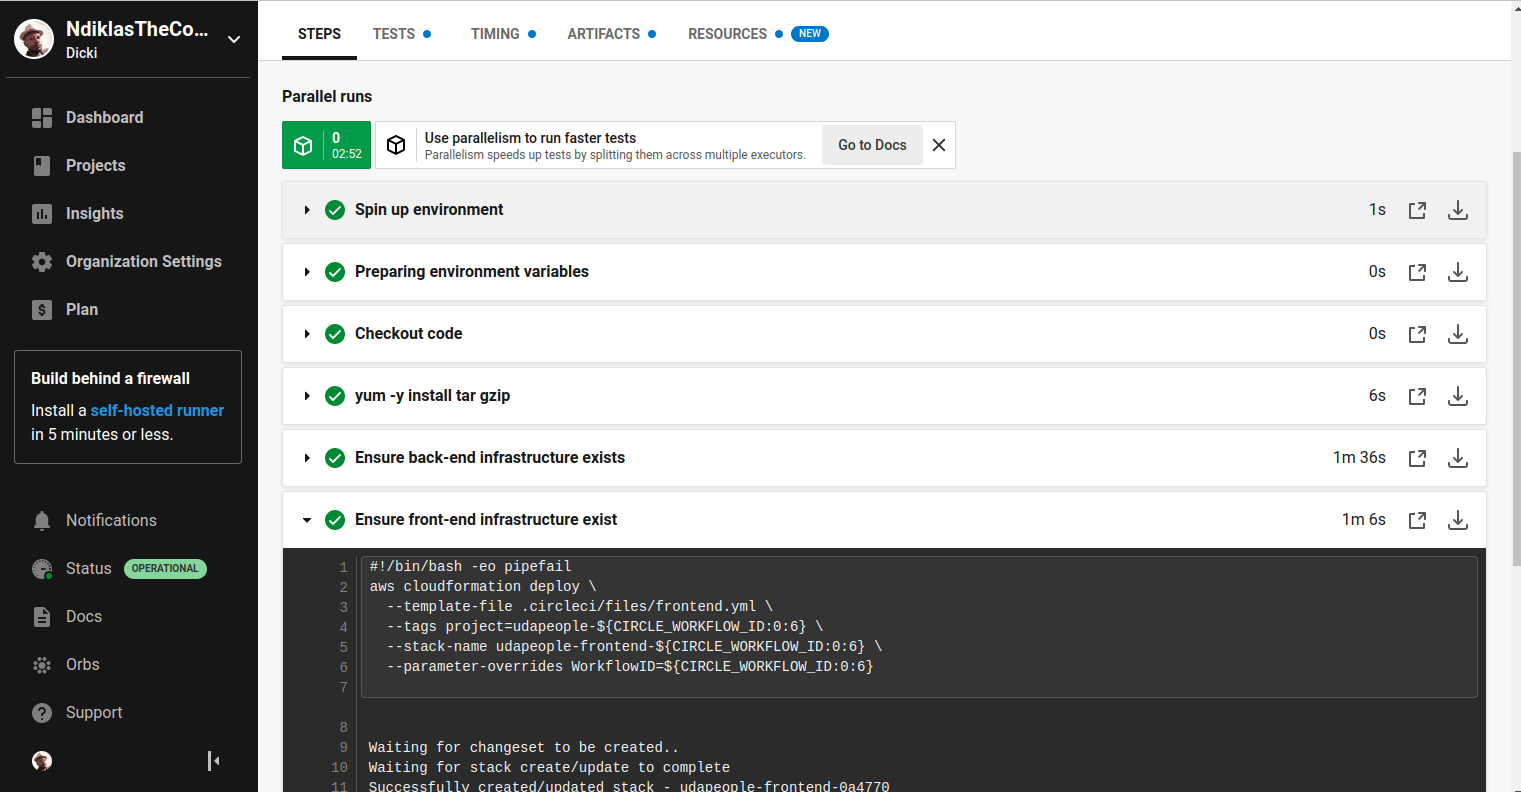 NdiklasTheCo...
Dicki
Dashboard
Projects
Insights
Organization Settings
$ Plan
Build behind a firewall
Install a self-hosted runner
in 5 minutes or less.
Notifications
Status OPERATIONAL
Docs
Orbs
? Support
STEPS TESTS TIMING ARTIFACTS RESOURCES NEW
Parallel runs
0
02:52
Use parallelism to run faster tests
Parallelism speeds up tests by splitting them across multiple executors.
Go to Docs
Spin up environment 1s
Preparing environment variables 0s
Checkout code 0s
yum -y install tar gzip 6s
Ensure back-end infrastructure exists 1m 36s
Ensure front-end infrastructure exist 1m 6s
1 #!/bin/bash -eo pipefail
2 aws cloudformation deploy \
3 --template-file .circleci/files/frontend.yml \
4 --tags project=udapeople-${CIRCLE_WORKFLOW_ID:0:6} \
5 --stack-name udapeople-frontend-${CIRCLE_WORKFLOW_ID:0:6} \
6 --parameter-overrides WorkflowID=${CIRCLE_WORKFLOW_ID:0:6}
7
8
9 Waiting for changeset to be created..
10 Waiting for stack create/update to complete
11 Successfully created/updated stack - udapeople-frontend-0a4770